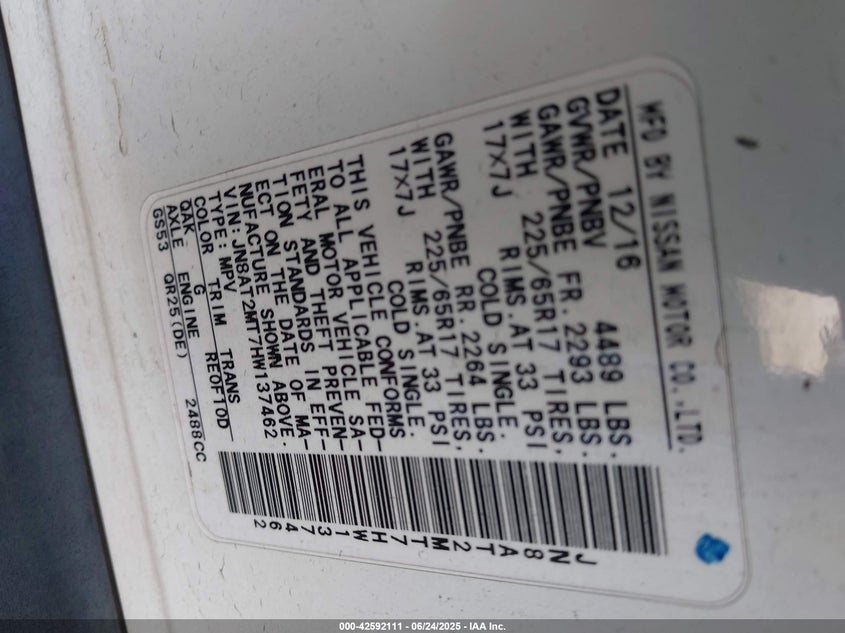 MFD BY NISSAN MOTOR CO.,LTD.
DATE 12/16
GVWR/PNBV 4489 LBS.
GAWR/PNBE FR. 2293 LBS.
WITH 225/65R17 TIRES,
17X7J RIMS.AT 33 PSI
COLD SINGLE.
GAWR/PNBE RR. 2264 LBS.
WITH 225/65R17 TIRES,
17X7J RIMS.AT 33 PSI
COLD SINGLE.
THIS VEHICLE CONFORMS
TO ALL APPLICABLE FED-
ERAL MOTOR VEHICLE SA-
FETY AND THEFT PREVEN-
TION STANDARDS IN EFF-
ECT ON THE DATE OF MA-
NUFACTURE SHOWN ABOVE.
VIN: JN8AT2MT7HW137462
TYPE: MPV
COLOR TRIM TRANS
QAK G RE0F10D
AXLE ENGINE
GS53 QR25(DE) 2488CC
JN8AT2MT7HW137462
000-42592111 - 06/24/2025 - IAA Inc.